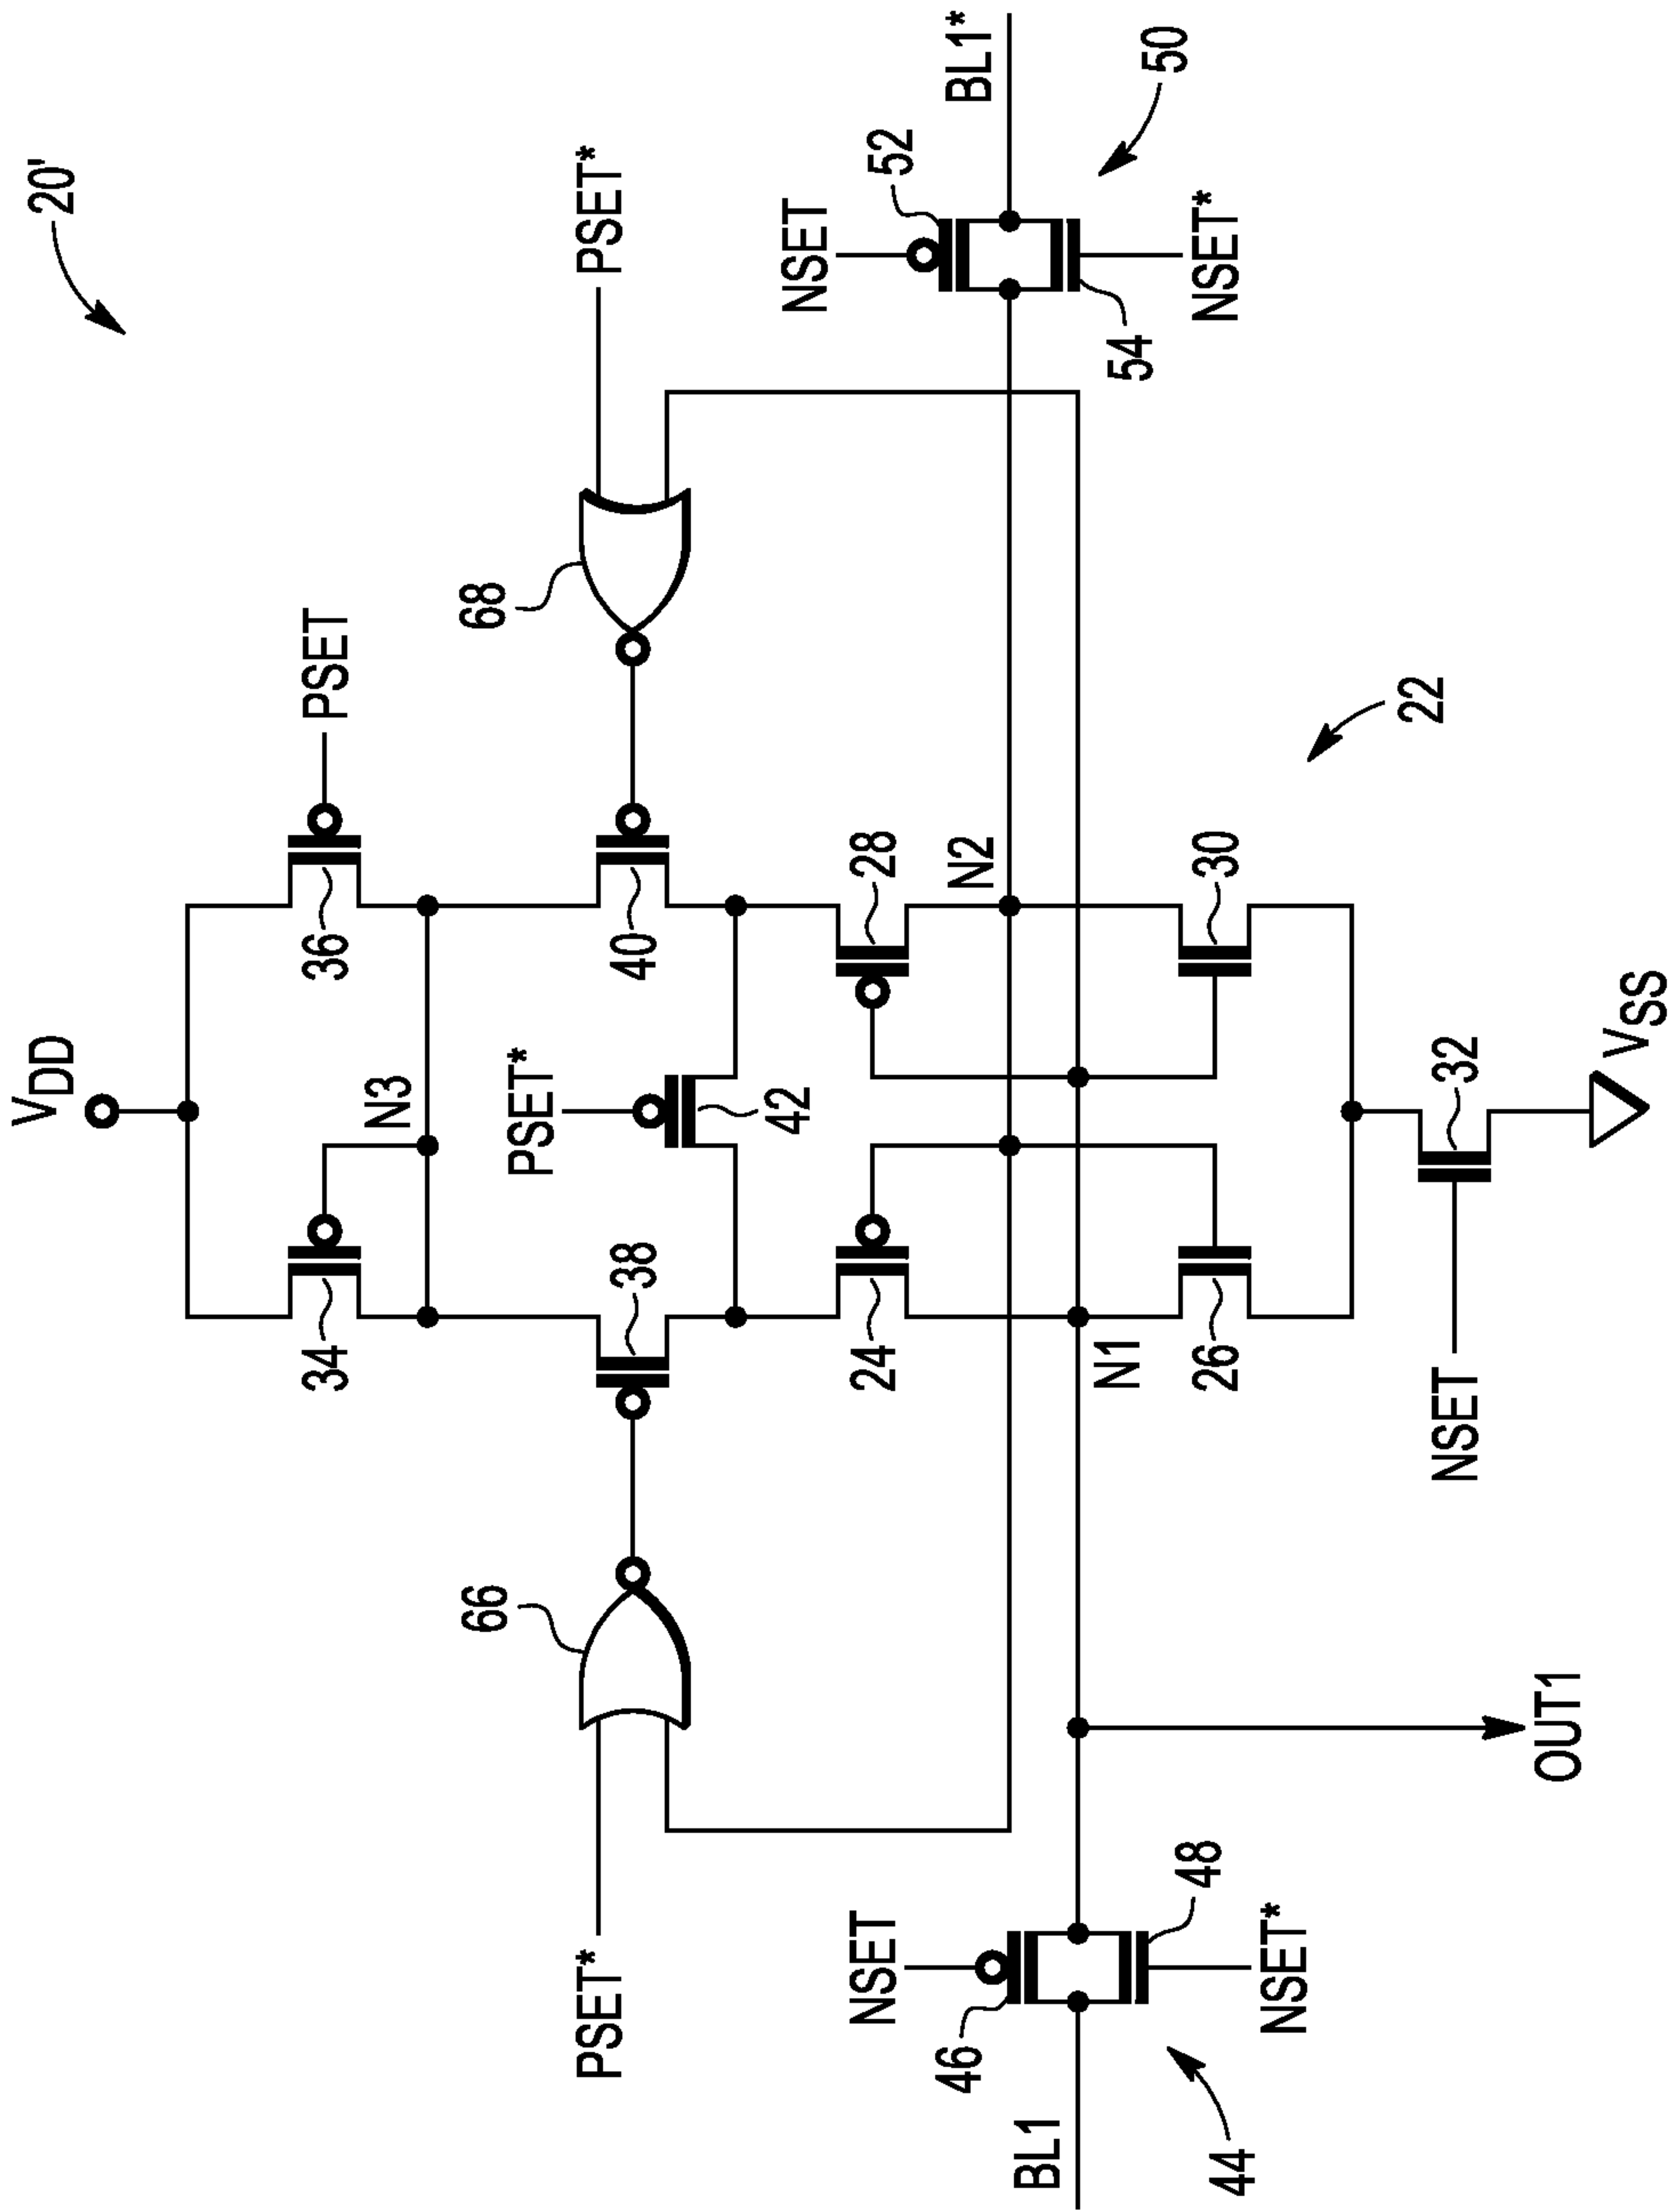 20'
VDD
PSET
36
34
N3
PSET*
68
40
PSET*
42
38
66
PSET*
NSET
52
BL1*
50
54
NSET*
28
N2
24
N1
30
26
22
NSET
46
48
NSET*
BL1
44
OUT1
NSET
32
VSS